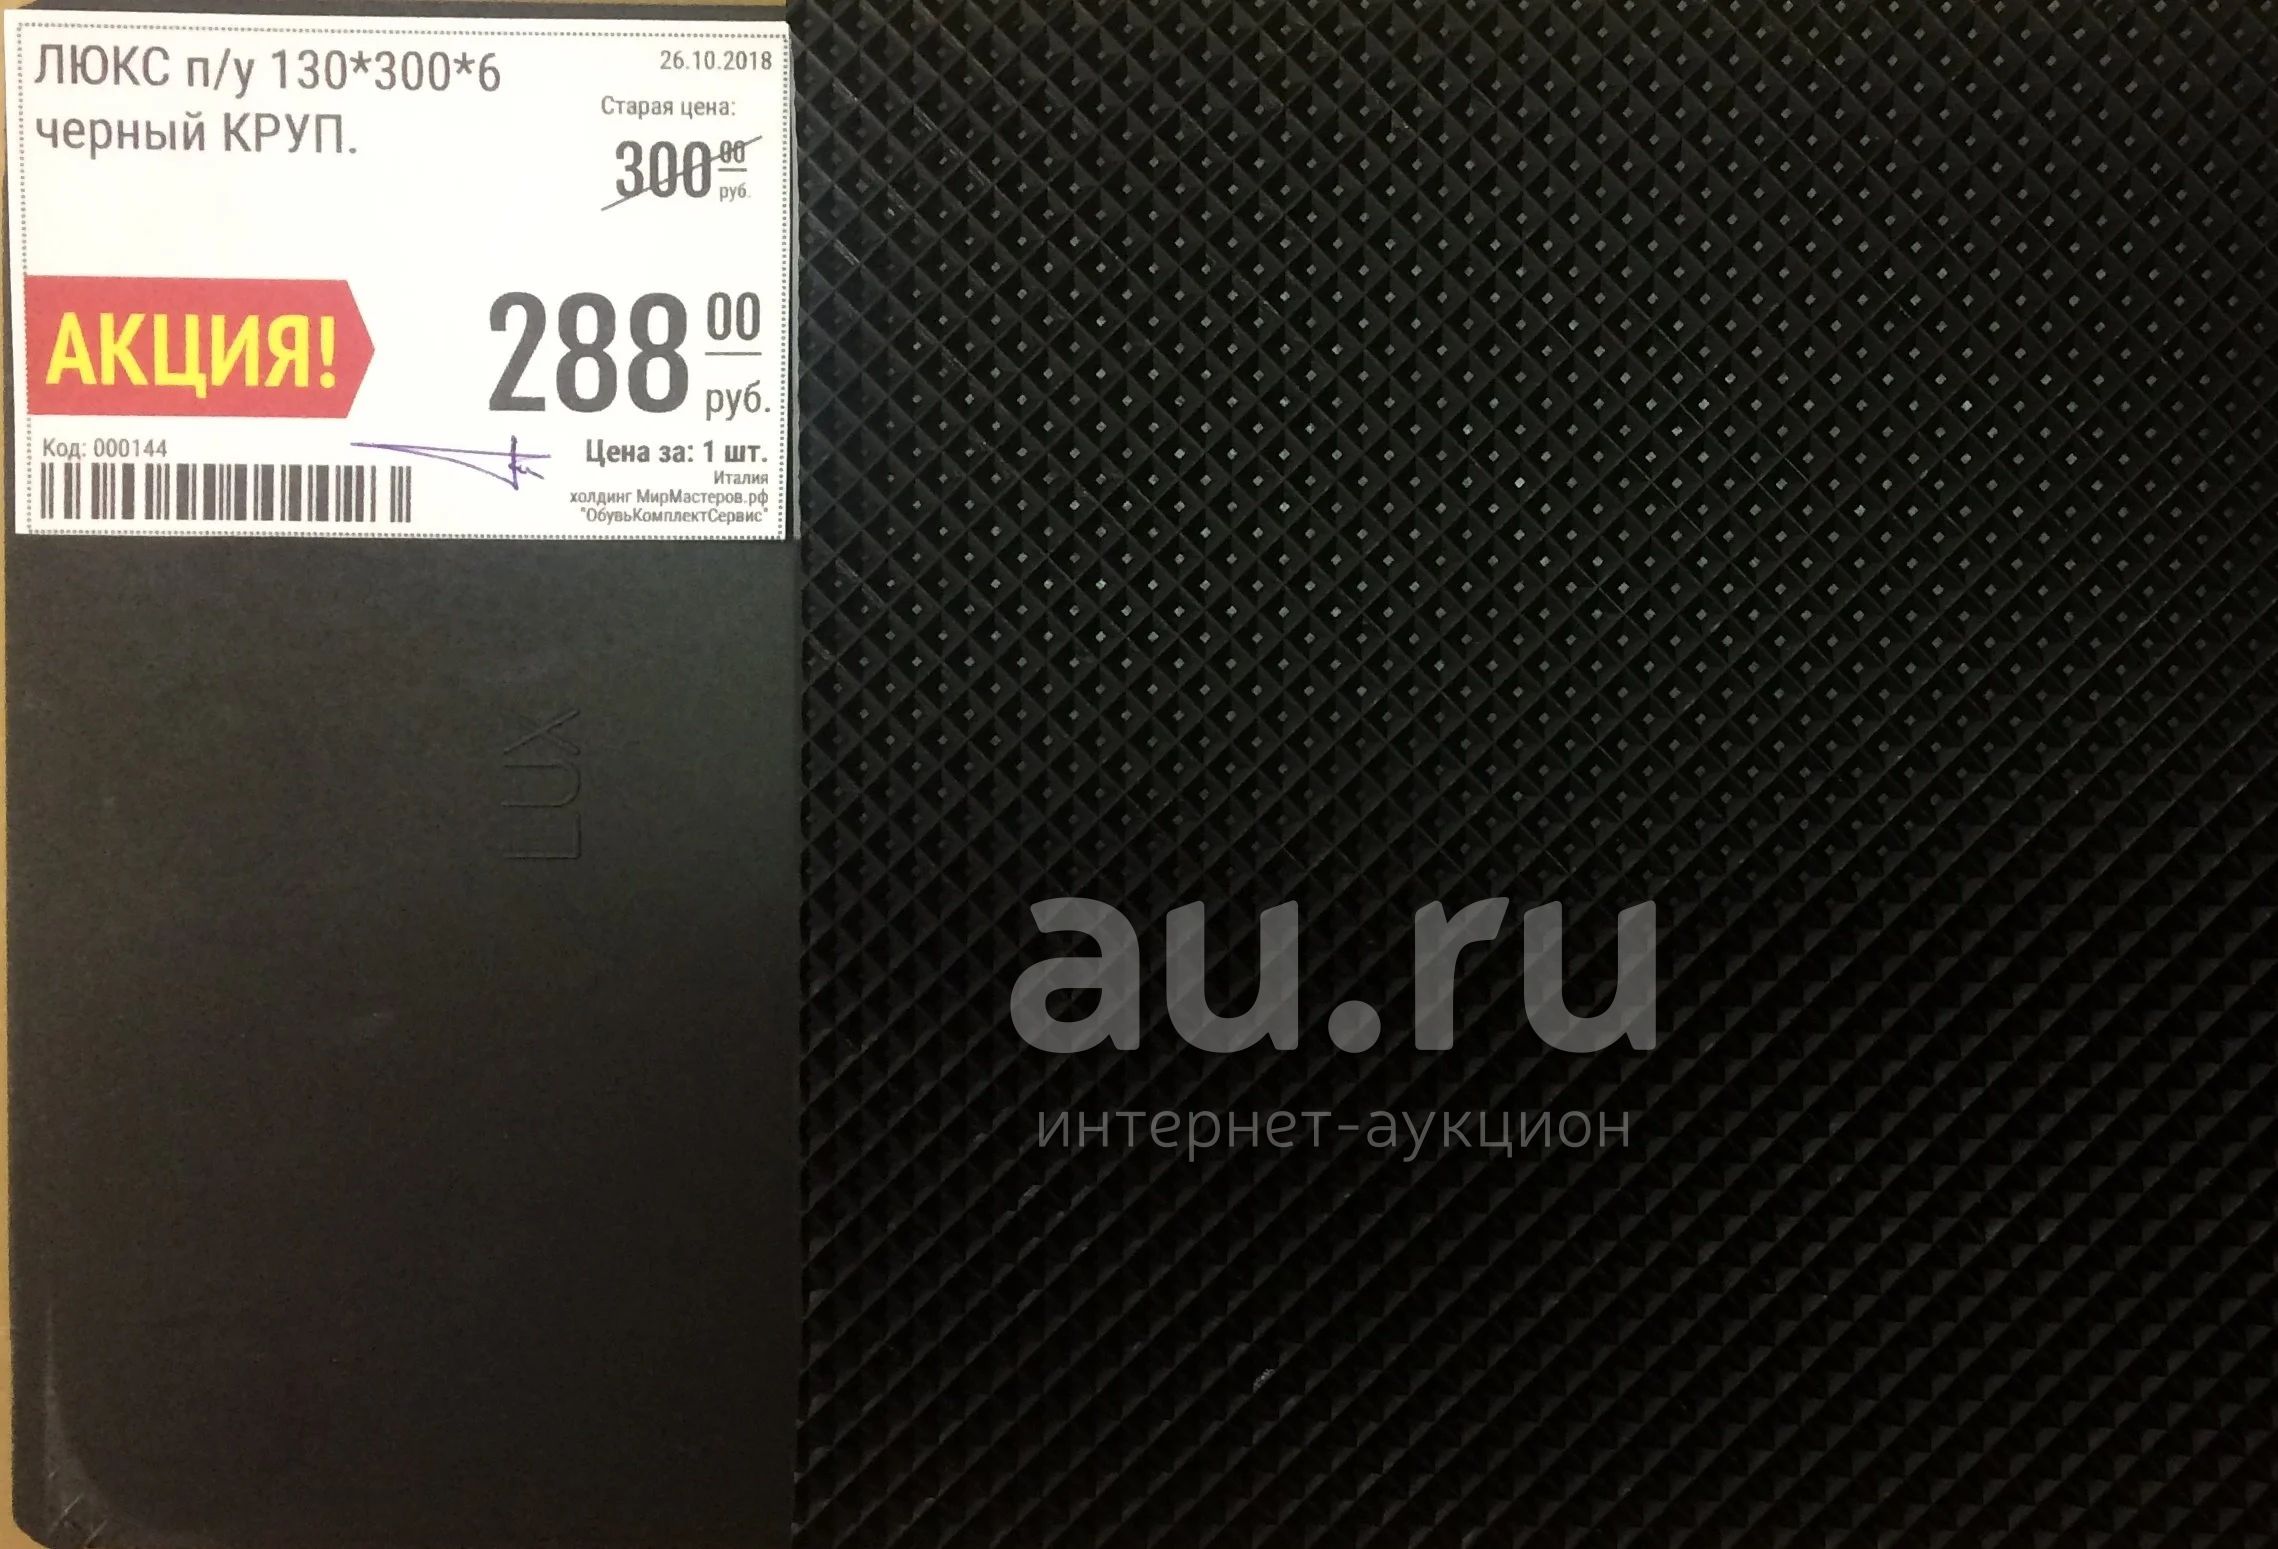 ЛЮКС п/у 130*300*6
черный КРУП.
26.10.2018
Старая цена:
300 00
руб.
АКЦИЯ!
288 00
руб.
Код: 000144
Цена за: 1 шт.
Италия
холдинг МирМастеров.рф
"ОбувьКомплектСервис"
LUX
au.ru
интернет-аукцион